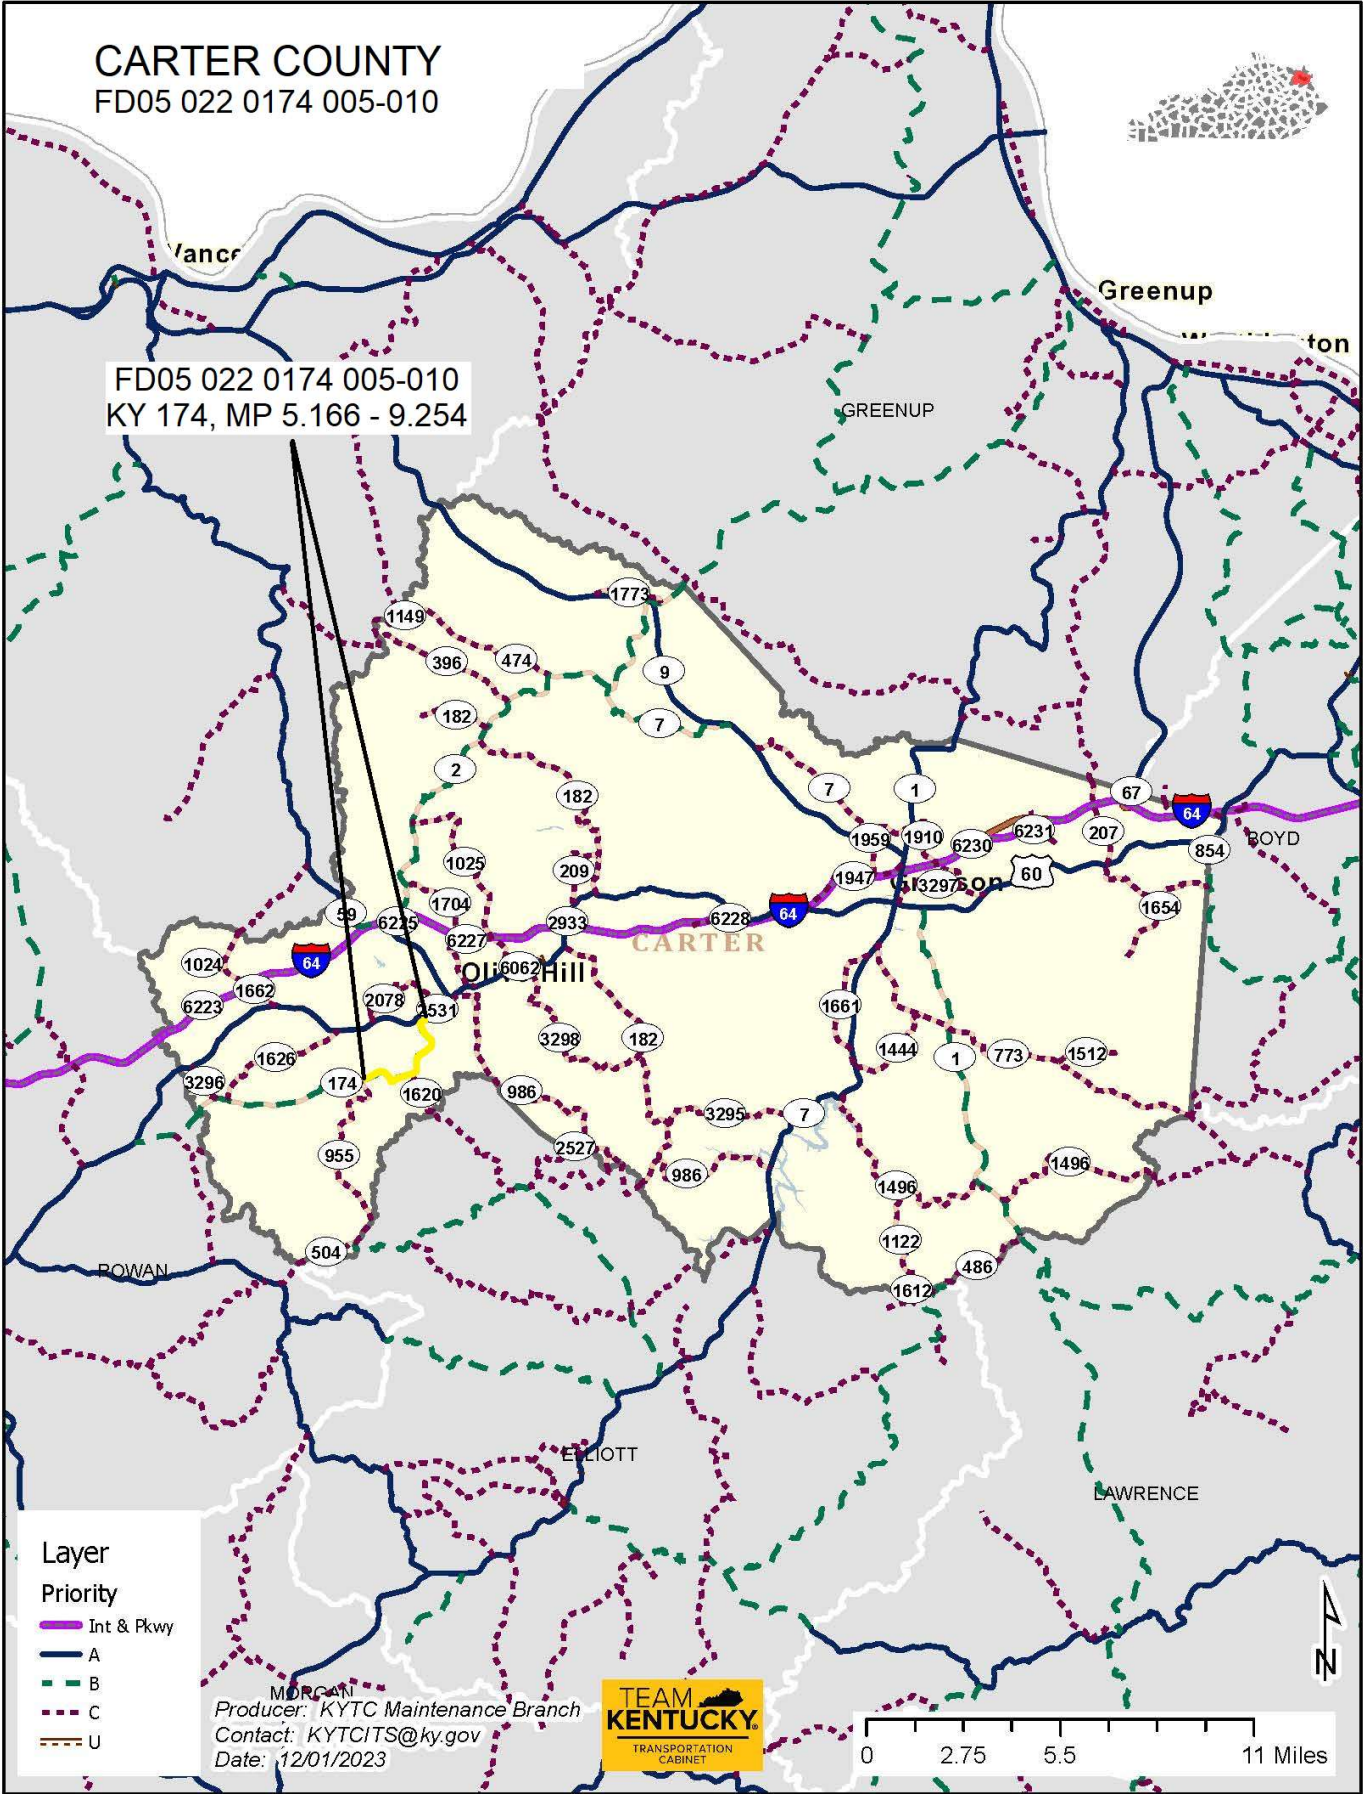 CARTER COUNTY
FD05 022 0174 005-010
Vance
Greenup
FD05 022 0174 005-010
KY 174, MP 5.166 - 9.254
GREENUP
1773
1149
396
474
9
182
7
2
182
7
1
67
64
1959
1910
6230
6231
207
BOYD
854
1025
209
1947
3297
60
1704
59
6225
2933
6228
64
1654
6227
CARTER
1024
64
6062
Hill
6223
1662
2078
2531
1661
3298
182
1444
1
773
1512
1626
3296
174
1620
986
3295
7
955
2527
986
1496
1496
504
1122
486
ROWAN
1612
ELLIOTT
LAWRENCE
Layer
Priority
Int & Pkwy
A
B
C
U
MORGAN
Producer: KYTC Maintenance Branch
Contact: KYTCITS@ky.gov
Date: 12/01/2023
TEAM
KENTUCKY
TRANSPORTATION
CABINET
0 2.75 5.5 11 Miles
N